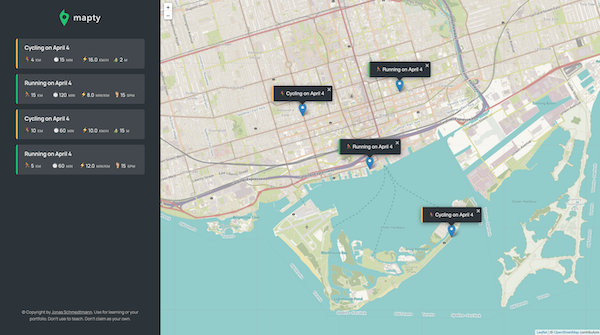 mapty
Cycling on April 4
4 KM 15 MIN 16.0 KM/H 2 M
Running on April 4
15 KM 120 MIN 8.0 MIN/KM 15 SPM
Cycling on April 4
10 KM 60 MIN 10.0 KM/H 15 M
Running on April 4
5 KM 60 MIN 12.0 MIN/KM 15 SPM
© Copyright by Jonas Schmedtmann. Use for learning or your
portfolio. Don't use to teach. Don't claim as your own.
+
−
Running on April 4
×
Cycling on April 4
×
Running on April 4
×
Cycling on April 4
×
Leaflet | © OpenStreetMap contributors